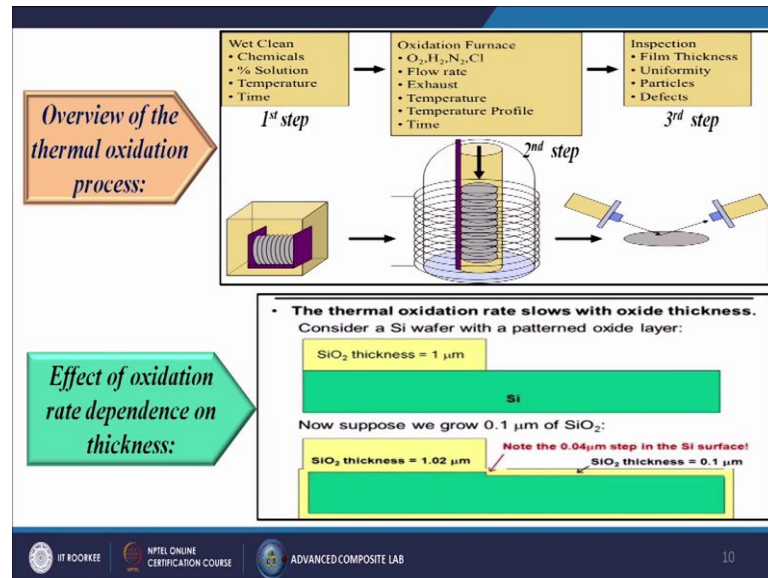 Overview of the
thermal oxidation
process:
Wet Clean
• Chemicals
• % Solution
• Temperature
• Time
1st step
Oxidation Furnace
• O2,H2,N2,Cl
• Flow rate
• Exhaust
• Temperature
• Temperature Profile
• Time
2nd step
Inspection
• Film Thickness
• Uniformity
• Particles
• Defects
3rd step
Effect of oxidation
rate dependence on
thickness:
• The thermal oxidation rate slows with oxide thickness.
Consider a Si wafer with a patterned oxide layer:
SiO2 thickness = 1 μm
Si
Now suppose we grow 0.1 μm of SiO2:
Note the 0.04μm step in the Si surface!
SiO2 thickness = 1.02 μm
SiO2 thickness = 0.1 μm
IIT ROORKEE
NPTEL ONLINE
CERTIFICATION COURSE
ADVANCED COMPOSITE LAB
10